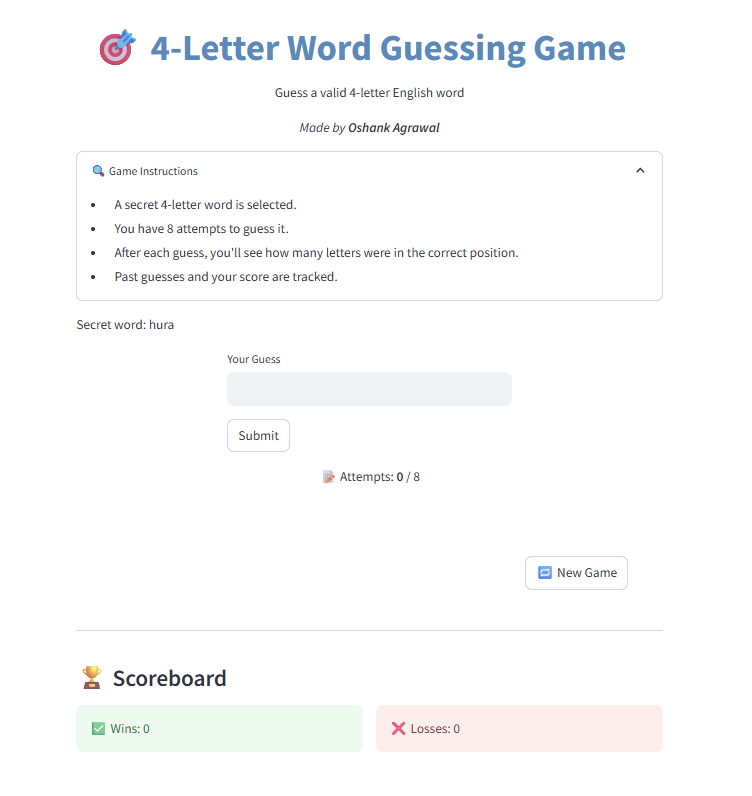 4-Letter Word Guessing Game
Guess a valid 4-letter English word
Made by Oshank Agrawal
Game Instructions
• A secret 4-letter word is selected.
• You have 8 attempts to guess it.
• After each guess, you'll see how many letters were in the correct position.
• Past guesses and your score are tracked.
Secret word: hura
Your Guess
Submit
Attempts: 0 / 8
New Game
Scoreboard
Wins: 0
Losses: 0